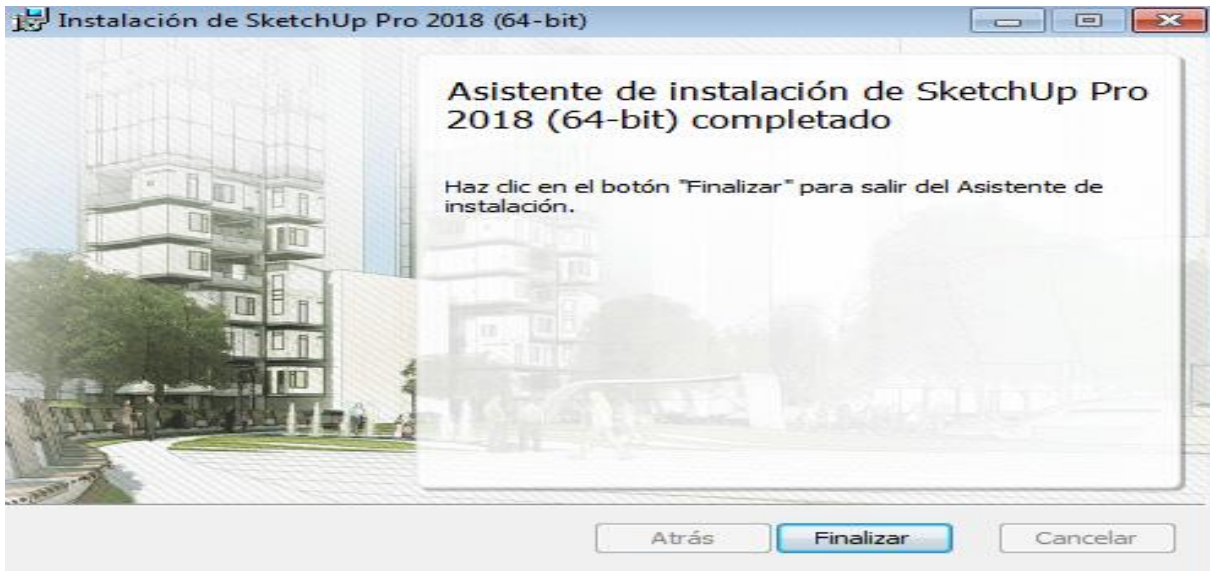 Instalación de SketchUp Pro 2018 (64-bit)
Asistente de instalación de SketchUp Pro
2018 (64-bit) completado
Haz clic en el botón "Finalizar" para salir del Asistente de
instalación.
Atrás
Finalizar
Cancelar